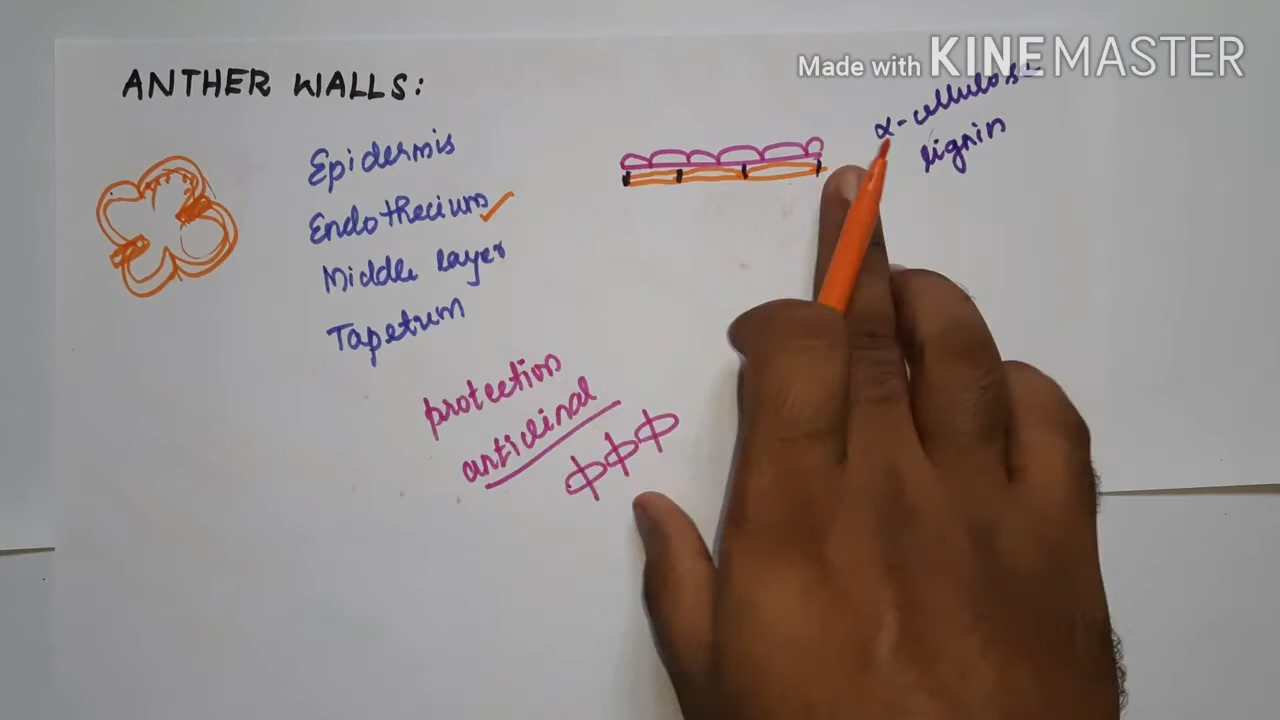 Made with KINEMASTER
ANTHER WALLS:
α-cellulose
lignin
Epidermis
Endothecium
Middle layer
Tapetum
protection
anticlinal